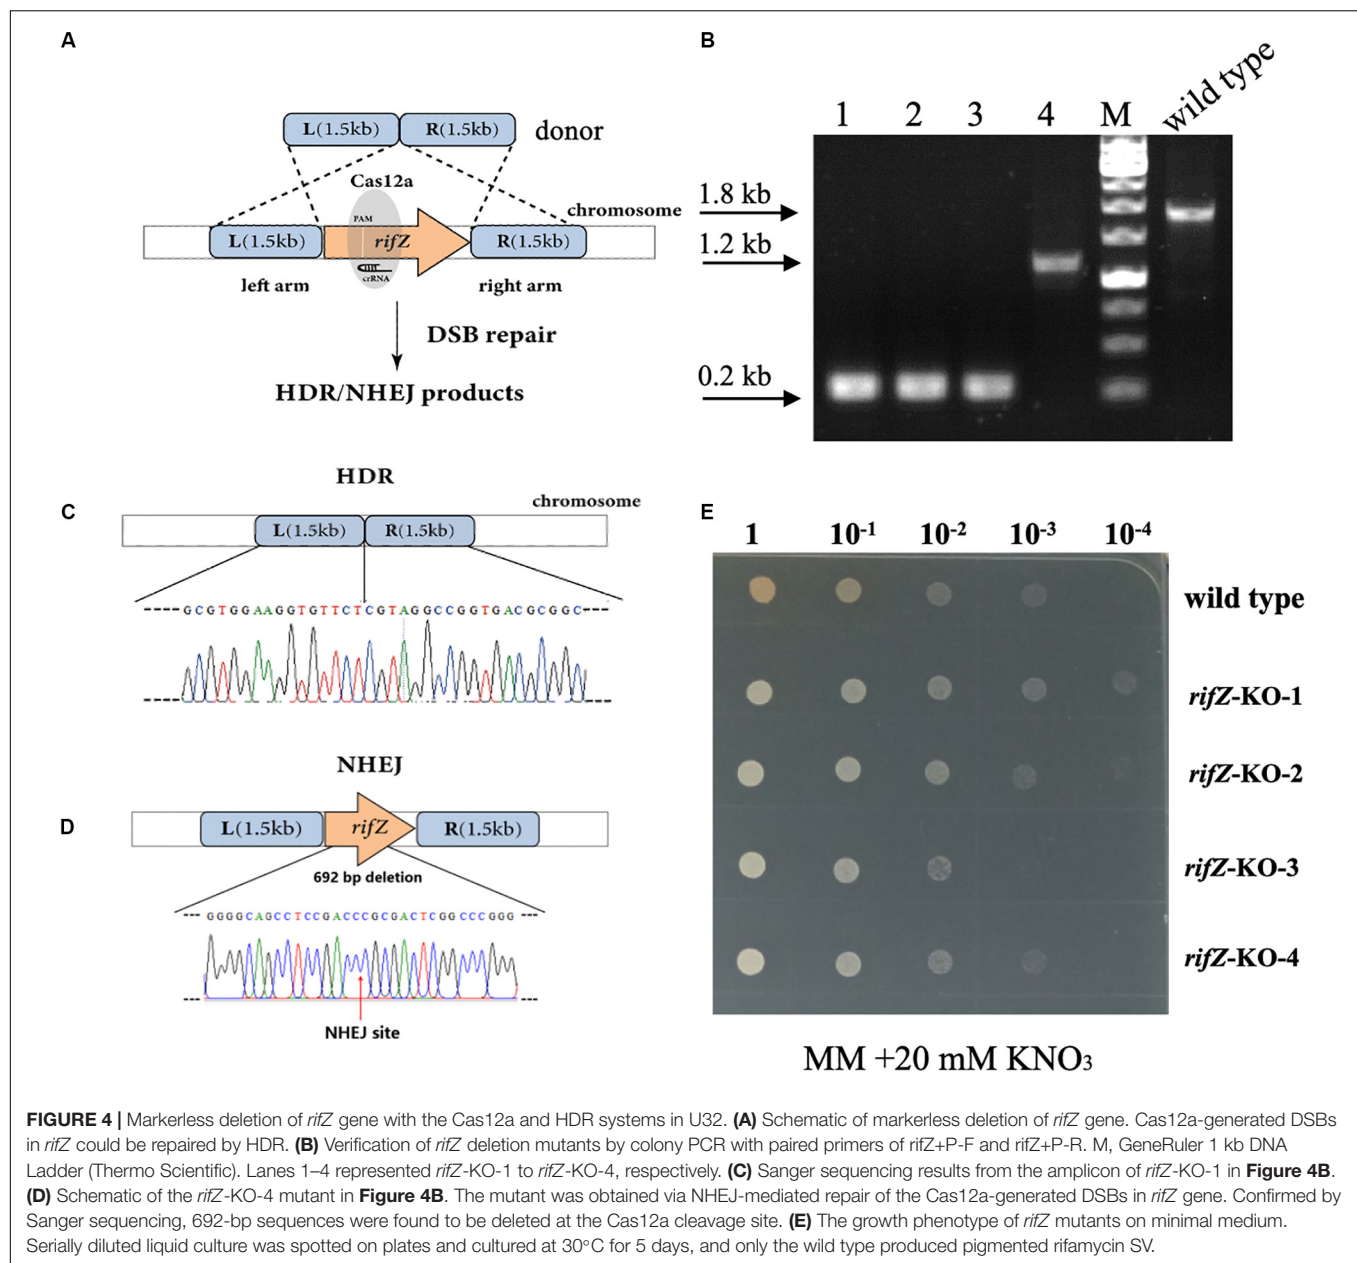 A
L(1.5kb) R(1.5kb) donor
Cas12a
chromosome
PAM
L(1.5kb) rifZ R(1.5kb)
crRNA
left arm right arm
DSB repair
HDR/NHEJ products
B
1 2 3 4 M wild type
1.8 kb
1.2 kb
0.2 kb
HDR
C
chromosome
L(1.5kb) R(1.5kb)
GCGTGGAAGGTGTTCTCGTAGGCCGGTGACGCGGC
NHEJ
D
L(1.5kb) rifZ R(1.5kb)
692 bp deletion
GGGGCAGCCTCCGACCCGCGACTCGGCCCGGG
NHEJ site
E
1 10-1 10-2 10-3 10-4
wild type
rifZ-KO-1
rifZ-KO-2
rifZ-KO-3
rifZ-KO-4
MM +20 mM KNO3
FIGURE 4 | Markerless deletion of rifZ gene with the Cas12a and HDR systems in U32. (A) Schematic of markerless deletion of rifZ gene. Cas12a-generated DSBs
in rifZ could be repaired by HDR. (B) Verification of rifZ deletion mutants by colony PCR with paired primers of rifZ+P-F and rifZ+P-R. M, GeneRuler 1 kb DNA
Ladder (Thermo Scientific). Lanes 1–4 represented rifZ-KO-1 to rifZ-KO-4, respectively. (C) Sanger sequencing results from the amplicon of rifZ-KO-1 in Figure 4B.
(D) Schematic of the rifZ-KO-4 mutant in Figure 4B. The mutant was obtained via NHEJ-mediated repair of the Cas12a-generated DSBs in rifZ gene. Confirmed by
Sanger sequencing, 692-bp sequences were found to be deleted at the Cas12a cleavage site. (E) The growth phenotype of rifZ mutants on minimal medium.
Serially diluted liquid culture was spotted on plates and cultured at 30°C for 5 days, and only the wild type produced pigmented rifamycin SV.